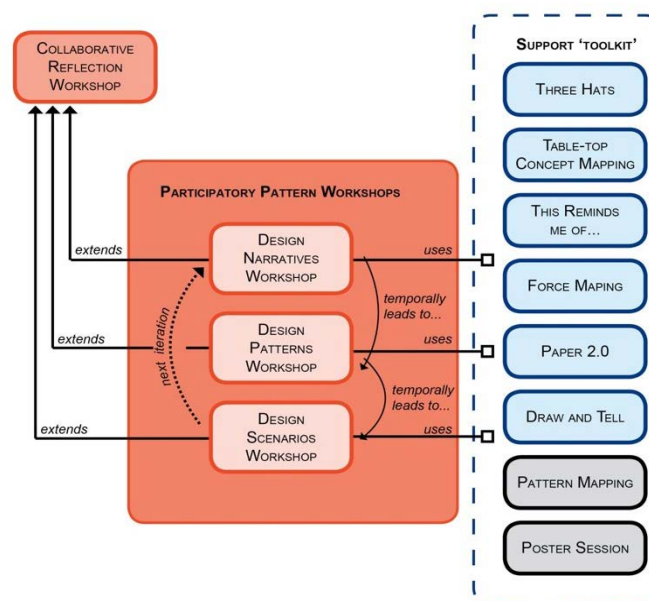 COLLABORATIVE
REFLECTION
WORKSHOP
SUPPORT ‘TOOLKIT’
THREE HATS
TABLE-TOP
CONCEPT MAPPING
THIS REMINDS
ME OF...
FORCE MAPING
PAPER 2.0
DRAW AND TELL
PATTERN MAPPING
POSTER SESSION
PARTICIPATORY PATTERN WORKSHOPS
extends
DESIGN
NARRATIVES
WORKSHOP
uses
temporally
leads to...
extends
next iteration
DESIGN
PATTERNS
WORKSHOP
uses
temporally
leads to...
extends
DESIGN
SCENARIOS
WORKSHOP
uses